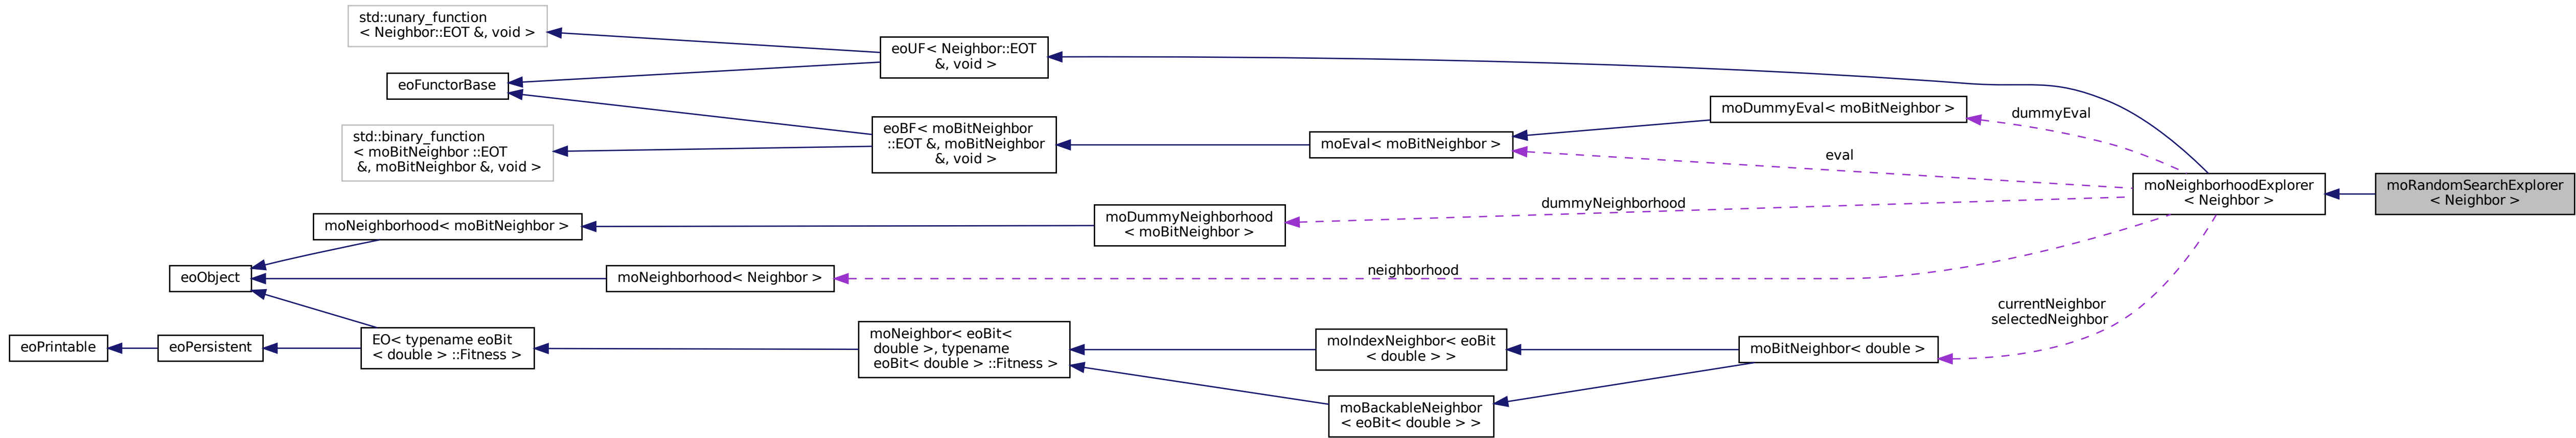 std::unary_function
< Neighbor::EOT &, void >
eoUF< Neighbor::EOT
&, void >
eoFunctorBase
moDummyEval< moBitNeighbor >
dummyEval
std::binary_function
< moBitNeighbor ::EOT
&, moBitNeighbor &, void >
eoBF< moBitNeighbor
::EOT &, moBitNeighbor
&, void >
moEval< moBitNeighbor >
eval
moNeighborhoodExplorer
< Neighbor >
moRandomSearchExplorer
< Neighbor >
moNeighborhood< moBitNeighbor >
moDummyNeighborhood
< moBitNeighbor >
dummyNeighborhood
eoObject
moNeighborhood< Neighbor >
neighborhood
currentNeighbor
selectedNeighbor
eoPrintable
eoPersistent
EO< typename eoBit
< double > ::Fitness >
moNeighbor< eoBit<
double >, typename
eoBit< double > ::Fitness >
moIndexNeighbor< eoBit
< double > >
moBitNeighbor< double >
moBackableNeighbor
< eoBit< double > >